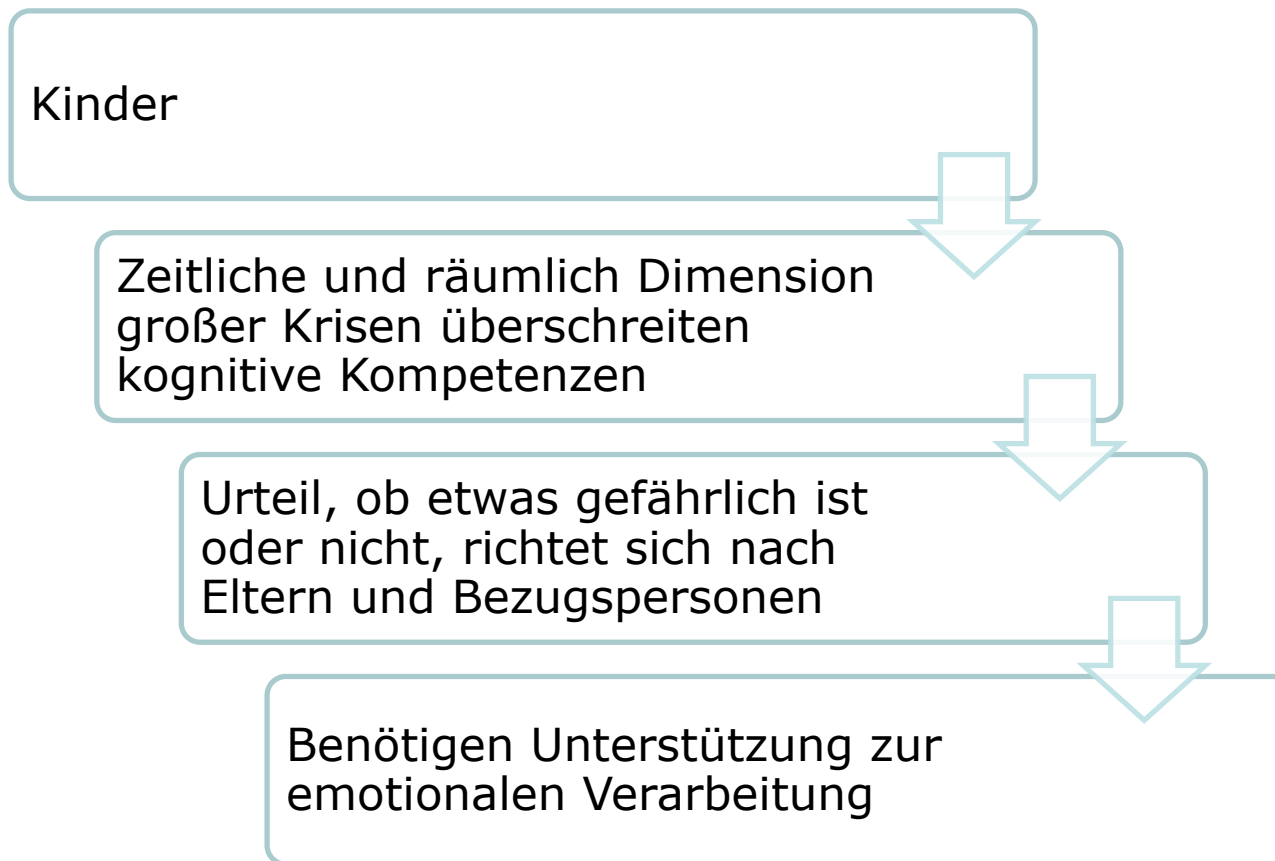 Kinder
Zeitliche und räumlich Dimension
großer Krisen überschreiten
kognitive Kompetenzen
Urteil, ob etwas gefährlich ist
oder nicht, richtet sich nach
Eltern und Bezugspersonen
Benötigen Unterstützung zur
emotionalen Verarbeitung